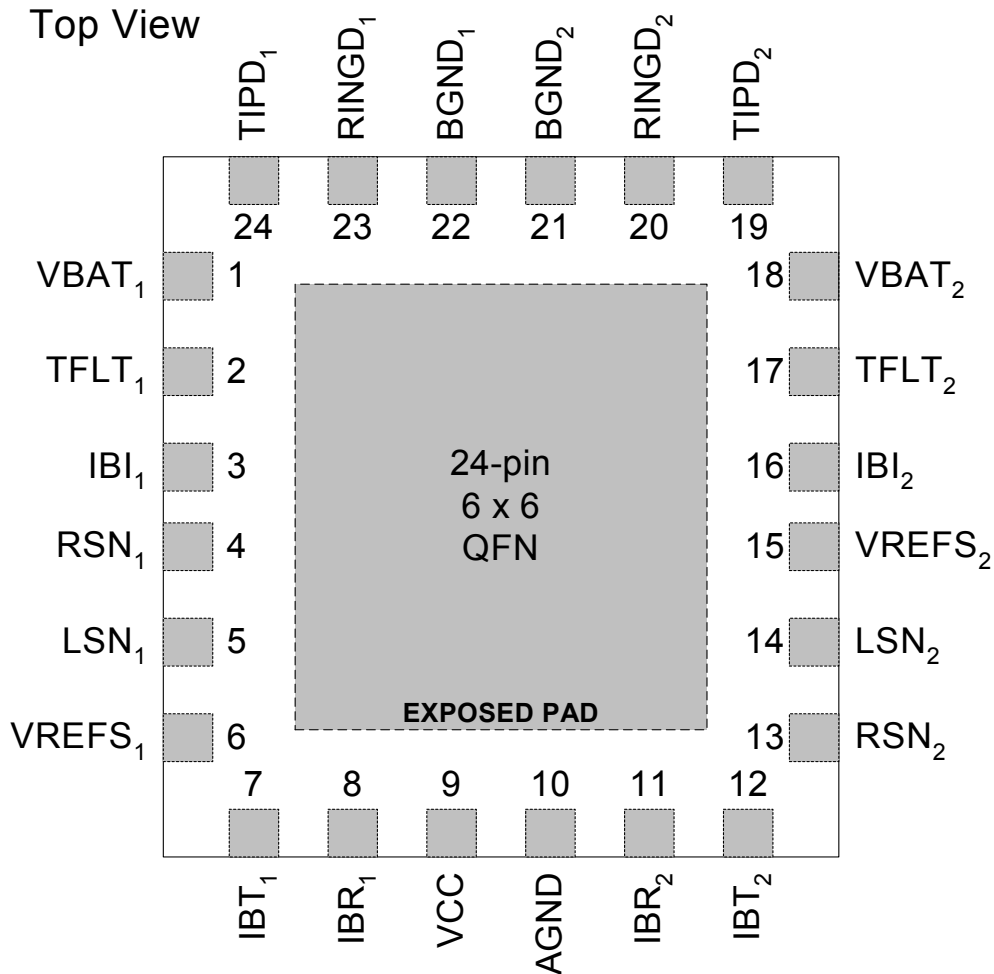 Top View
TIPD₁
RINGD₁
BGND₁
BGND₂
RINGD₂
TIPD₂
24 23 22 21 20 19
VBAT₁ 1 18 VBAT₂
TFLT₁ 2 17 TFLT₂
IBI₁ 3 16 IBI₂
RSN₁ 4 15 VREFS₂
LSN₁ 5 14 LSN₂
VREFS₁ 6 13 RSN₂
24-pin
6 x 6
QFN
EXPOSED PAD
7 8 9 10 11 12
IBT₁
IBR₁
VCC
AGND
IBR₂
IBT₂